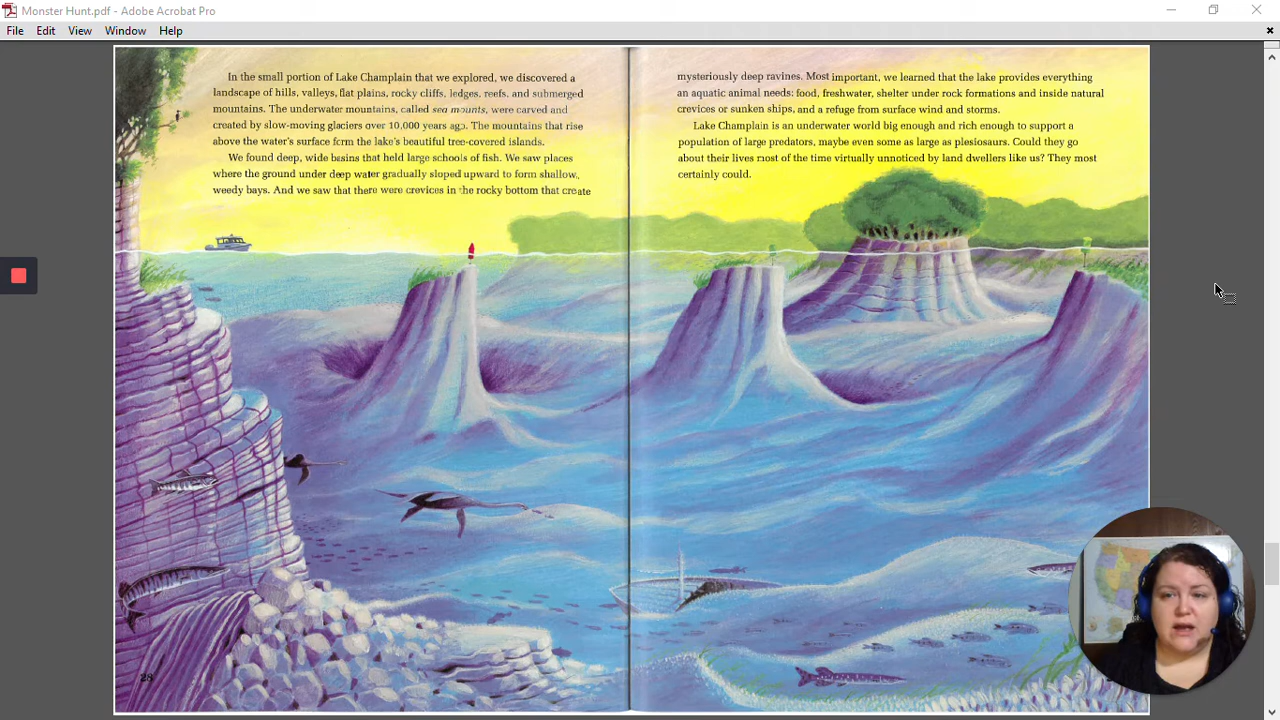 Monster Hunt.pdf - Adobe Acrobat Pro
File Edit View Window Help
In the small portion of Lake Champlain that we explored, we discovered a
landscape of hills, valleys, flat plains, rocky cliffs, ledges, reefs, and submerged
mountains. The underwater mountains, called sea mounts, were carved and
created by slow-moving glaciers over 10,000 years ago. The mountains that rise
above the water's surface form the lake's beautiful tree-covered islands.
We found deep, wide basins that held large schools of fish. We saw places
where the ground under deep water gradually sloped upward to form shallow,
weedy bays. And we saw that there were crevices in the rocky bottom that create
mysteriously deep ravines. Most important, we learned that the lake provides everything
an aquatic animal needs: food, freshwater, shelter under rock formations and inside natural
crevices or sunken ships, and a refuge from surface wind and storms.
Lake Champlain is an underwater world big enough and rich enough to support a
population of large predators, maybe even some as large as plesiosaurs. Could they go
about their lives most of the time virtually unnoticed by land dwellers like us? They most
certainly could.
28